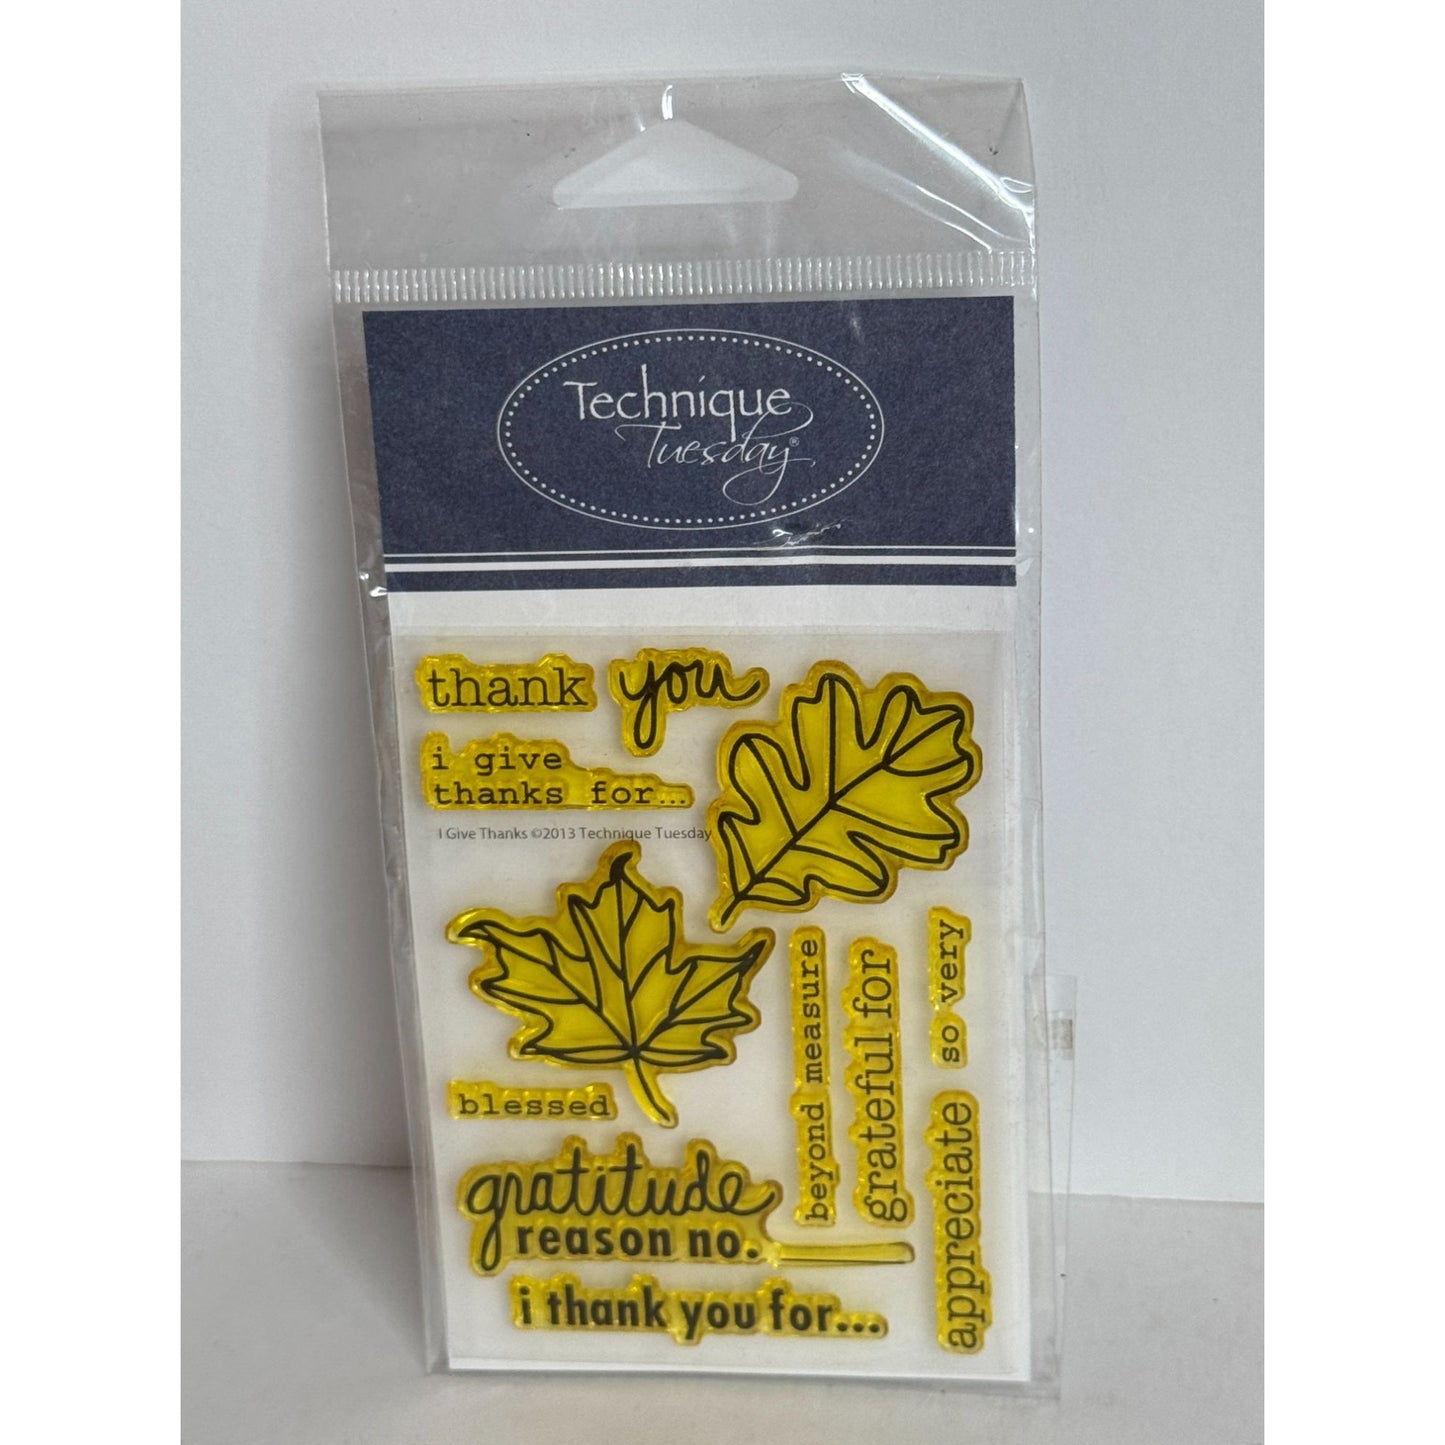 Technique
Tuesday®
thank you
i give
thanks for...
I Give Thanks ©2013 Technique Tuesday
blessed
beyond measure
grateful for
so very
appreciate
gratitude
reason no.
i thank you for...